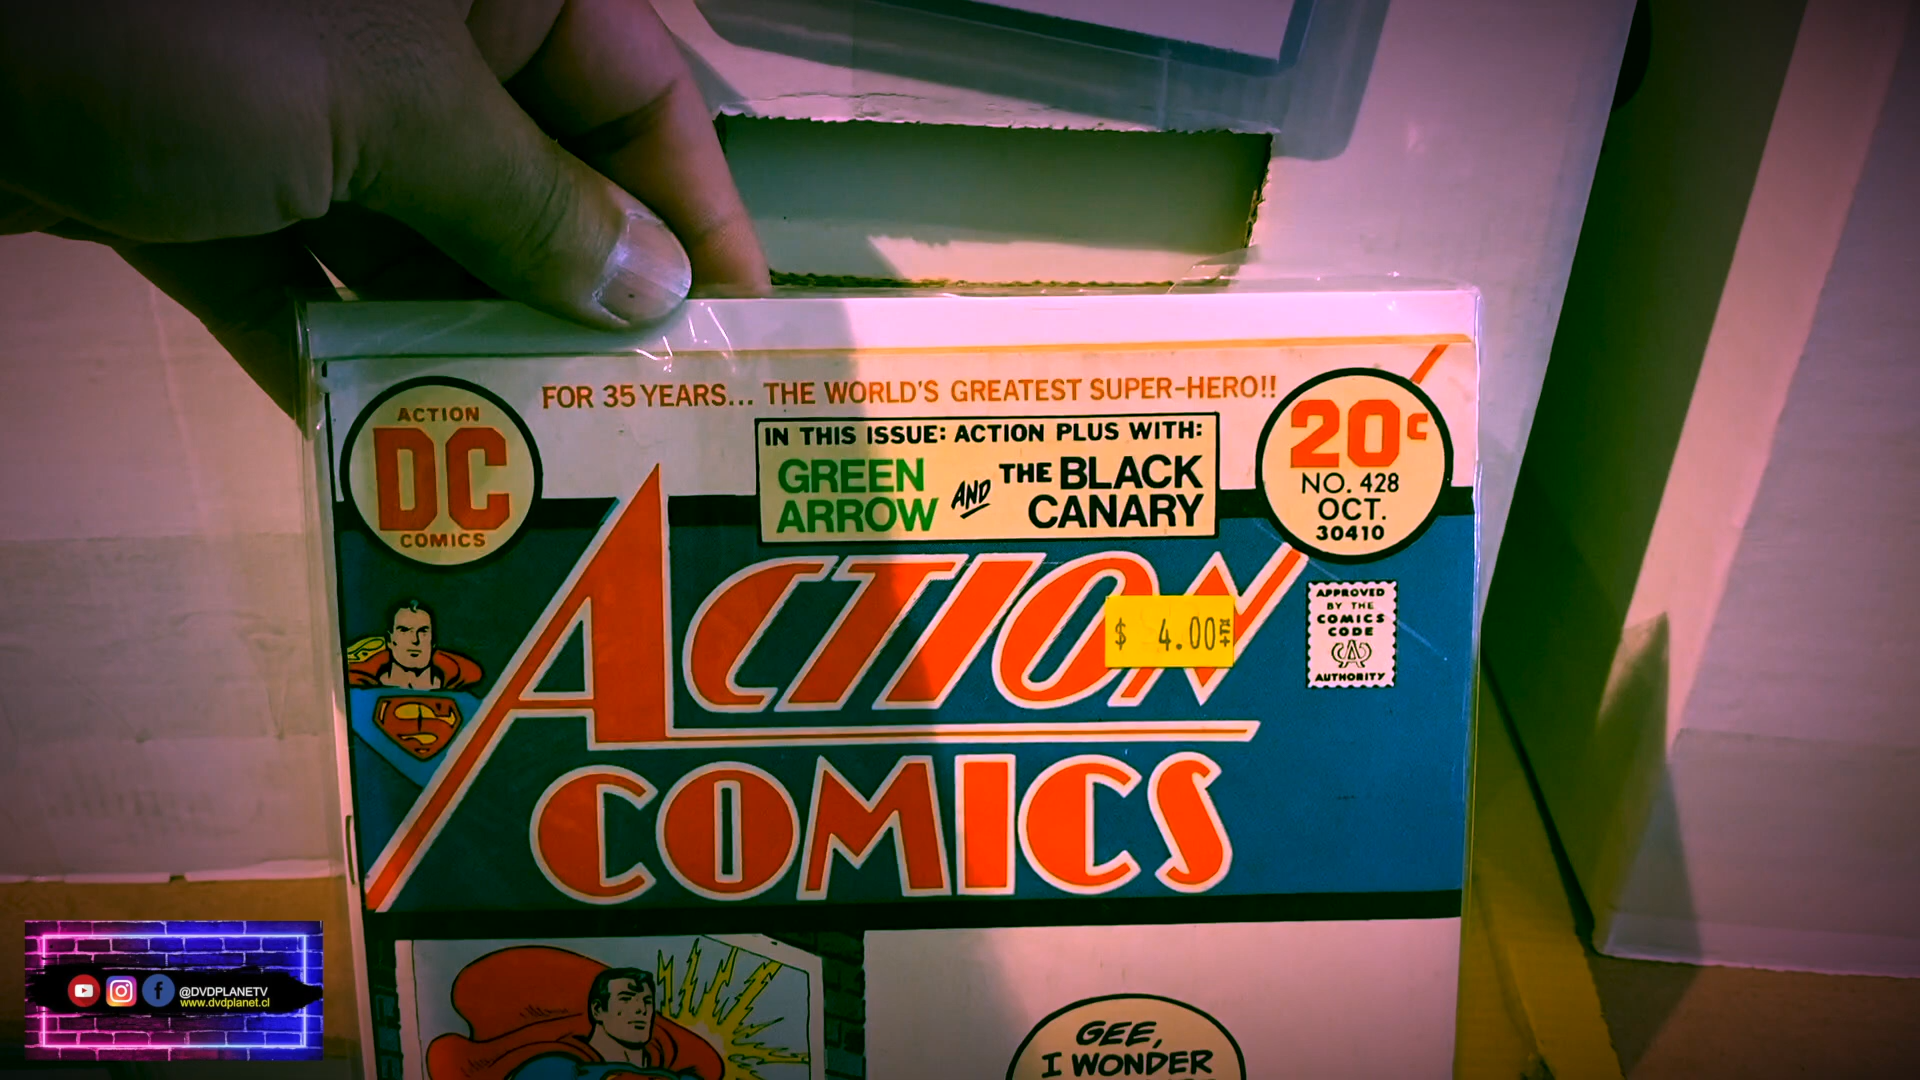 FOR 35 YEARS... THE WORLD'S GREATEST SUPER-HERO!!
ACTION
DC
COMICS
IN THIS ISSUE: ACTION PLUS WITH:
GREEN
ARROW
AND
THE BLACK
CANARY
20¢
NO. 428
OCT.
30410
ACTION
COMICS
$ 4.00
+TX
APPROVED
BY THE
COMICS
CODE
CA
AUTHORITY
S
GEE,
I WONDER
@DVDPLANETV
www.dvdplanet.cl